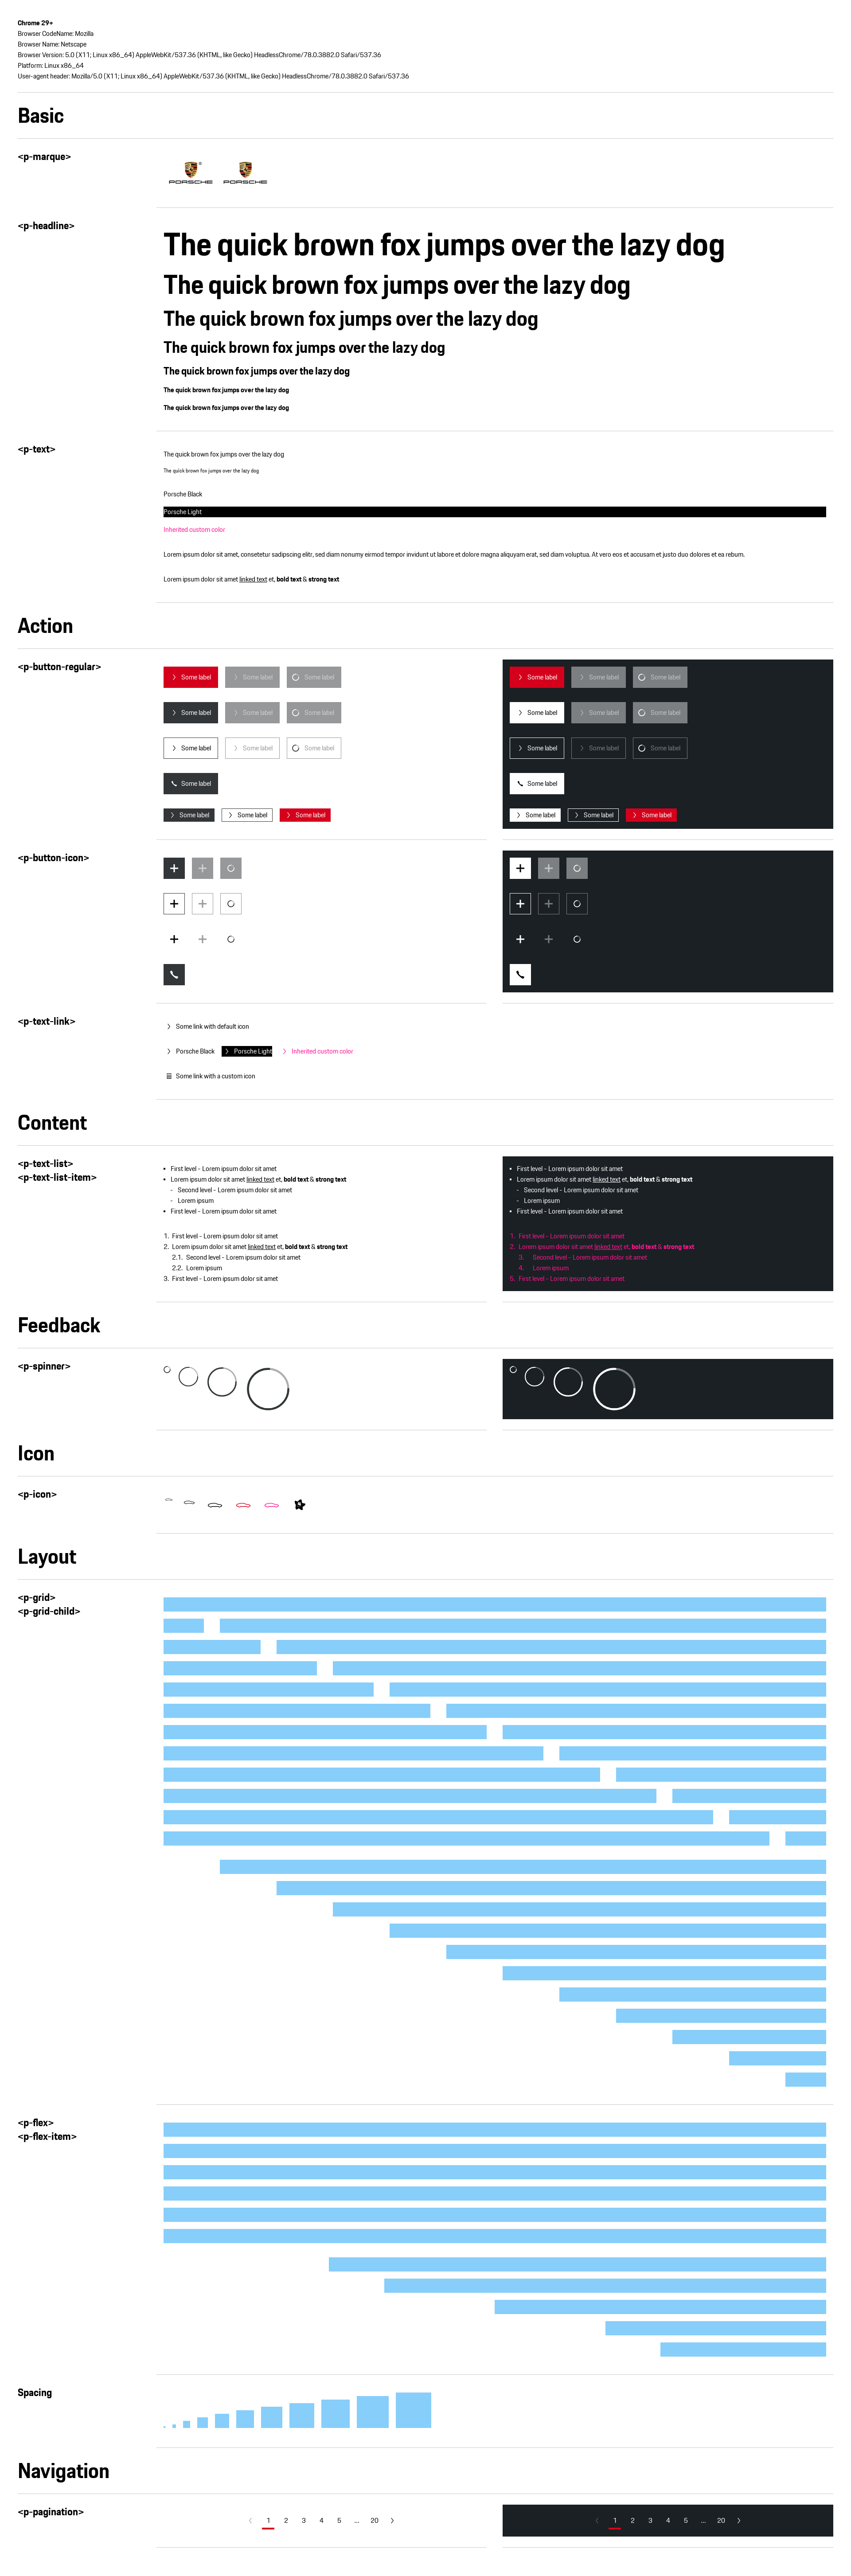 Chrome 29+
Browser CodeName: Mozilla
Browser Name: Netscape
Browser Version: 5.0 (X11; Linux x86_64) AppleWebKit/537.36 (KHTML, like Gecko) HeadlessChrome/78.0.3882.0 Safari/537.36
Platform: Linux x86_64
User-agent header: Mozilla/5.0 (X11; Linux x86_64) AppleWebKit/537.36 (KHTML, like Gecko) HeadlessChrome/78.0.3882.0 Safari/537.36
Basic
<p-marque>
PORSCHE PORSCHE
<p-headline>
The quick brown fox jumps over the lazy dog
The quick brown fox jumps over the lazy dog
The quick brown fox jumps over the lazy dog
The quick brown fox jumps over the lazy dog
The quick brown fox jumps over the lazy dog
The quick brown fox jumps over the lazy dog
The quick brown fox jumps over the lazy dog
<p-text>
The quick brown fox jumps over the lazy dog
The quick brown fox jumps over the lazy dog
Porsche Black
Porsche Light
Inherited custom color
Lorem ipsum dolor sit amet, consetetur sadipscing elitr, sed diam nonumy eirmod tempor invidunt ut labore et dolore magna aliquyam erat, sed diam voluptua. At vero eos et accusam et justo duo dolores et ea rebum.
Lorem ipsum dolor sit amet linked text et, bold text & strong text
Action
<p-button-regular>
Some label Some label Some label Some label Some label Some label
Some label Some label Some label Some label Some label Some label
Some label Some label Some label Some label Some label Some label
Some label Some label
Some label Some label Some label Some label Some label Some label
<p-button-icon>
<p-text-link>
Some link with default icon
Porsche Black Porsche Light Inherited custom color
Some link with a custom icon
Content
<p-text-list>
<p-text-list-item>
• First level - Lorem ipsum dolor sit amet
• Lorem ipsum dolor sit amet linked text et, bold text & strong text
- Second level - Lorem ipsum dolor sit amet
- Lorem ipsum
• First level - Lorem ipsum dolor sit amet
1. First level - Lorem ipsum dolor sit amet
2. Lorem ipsum dolor sit amet linked text et, bold text & strong text
2.1. Second level - Lorem ipsum dolor sit amet
2.2. Lorem ipsum
3. First level - Lorem ipsum dolor sit amet
• First level - Lorem ipsum dolor sit amet
• Lorem ipsum dolor sit amet linked text et, bold text & strong text
- Second level - Lorem ipsum dolor sit amet
- Lorem ipsum
• First level - Lorem ipsum dolor sit amet
1. First level - Lorem ipsum dolor sit amet
2. Lorem ipsum dolor sit amet linked text et, bold text & strong text
3. Second level - Lorem ipsum dolor sit amet
4. Lorem ipsum
5. First level - Lorem ipsum dolor sit amet
Feedback
<p-spinner>
Icon
<p-icon>
Layout
<p-grid>
<p-grid-child>
<p-flex>
<p-flex-item>
Spacing
Navigation
<p-pagination>
1 2 3 4 5 ... 20 1 2 3 4 5 ... 20